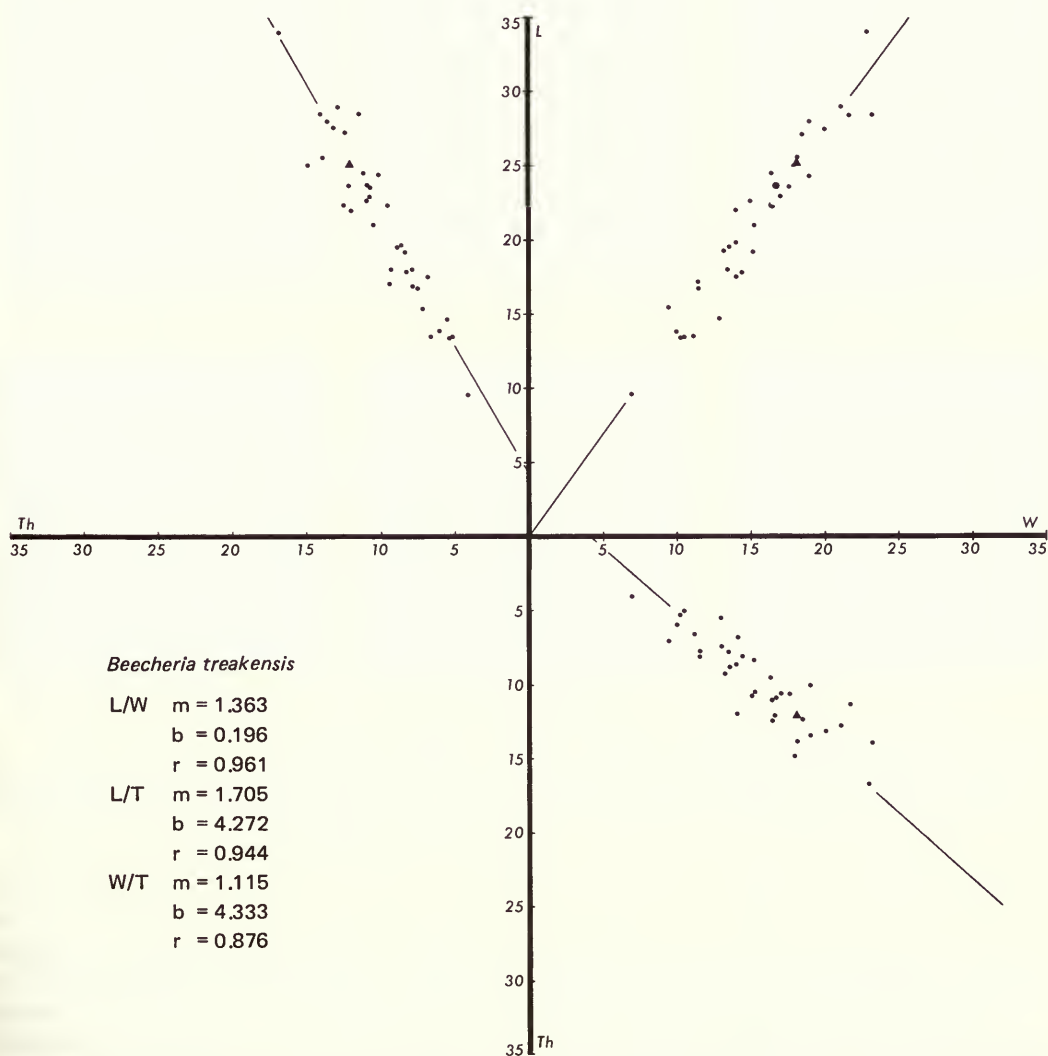 35 L
30
25
20
15
10
5
Th W
35 30 25 20 15 10 5 5 10 15 20 25 30 35
5
10
15
20
25
30
35 Th
Beecheria treakensis
L/W m = 1.363
b = 0.196
r = 0.961
L/T m = 1.705
b = 4.272
r = 0.944
W/T m = 1.115
b = 4.333
r = 0.876